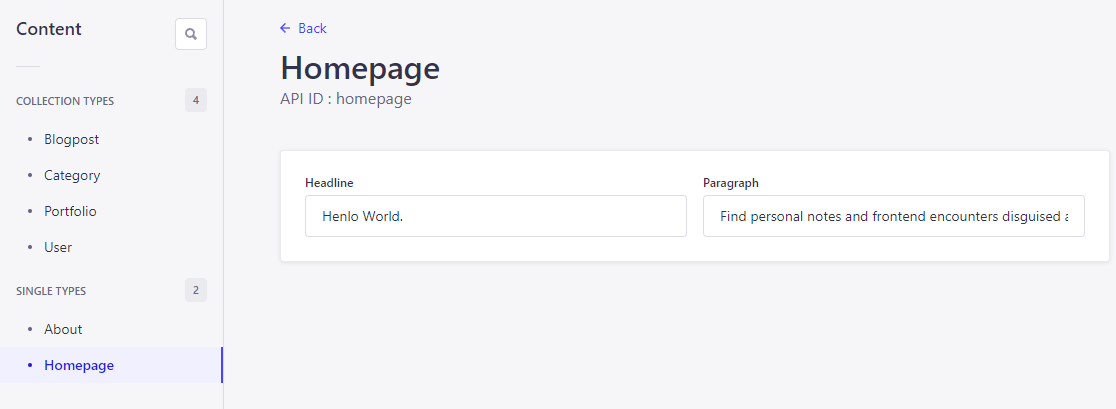 Content
COLLECTION TYPES 4
Blogpost
Category
Portfolio
User
SINGLE TYPES 2
About
Homepage
Back
Homepage
API ID : homepage
Headline
Henlo World.
Paragraph
Find personal notes and frontend encounters disguised